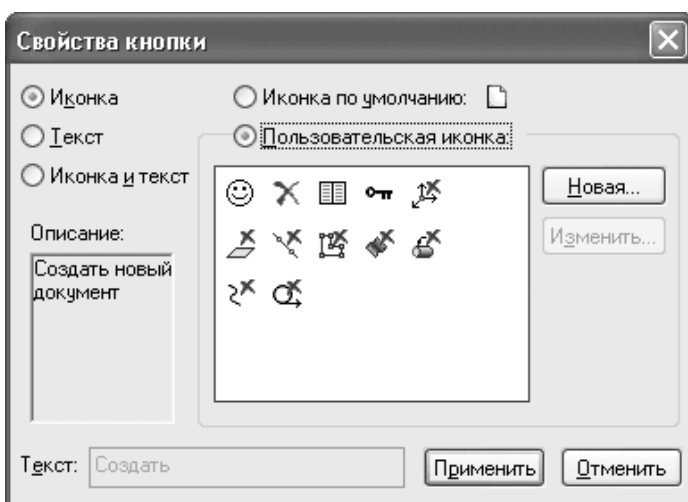 Свойства кнопки
Иконка
Иконка по умолчанию:
Текст
Пользовательская иконка:
Иконка и текст
Новая...
Описание:
Изменить...
Создать новый
документ
Текст: Создать
Применить
Отменить